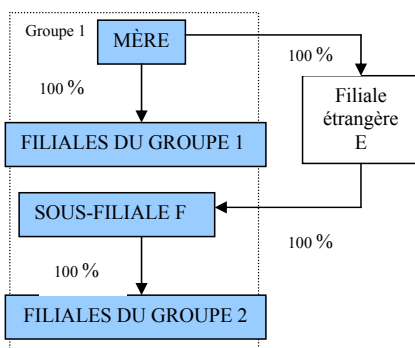 Groupe 1
MÈRE
100 %
100 %
Filiale
étrangère
E
FILIALES DU GROUPE 1
SOUS-FILIALE F
100 %
100 %
FILIALES DU GROUPE 2